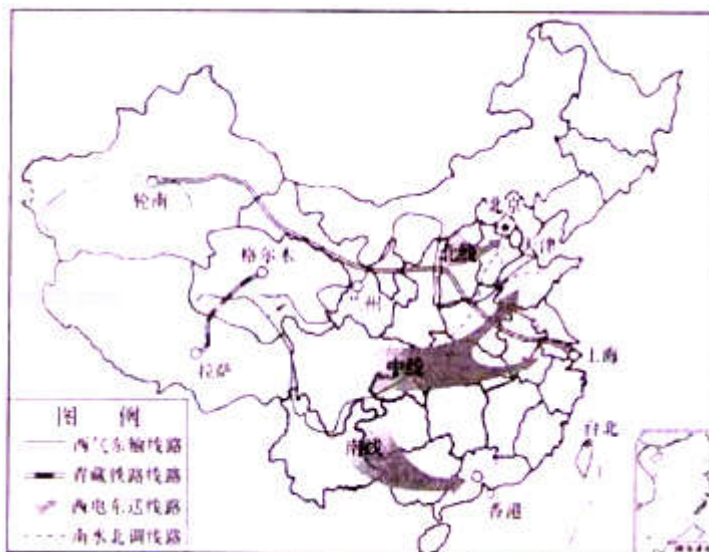 北京
天津
北线
轮南
格尔木
兰州
拉萨
中线
上海
南线
台北
香港
图 例
西气东输线路
青藏铁路线路
西电东送线路
南水北调线路